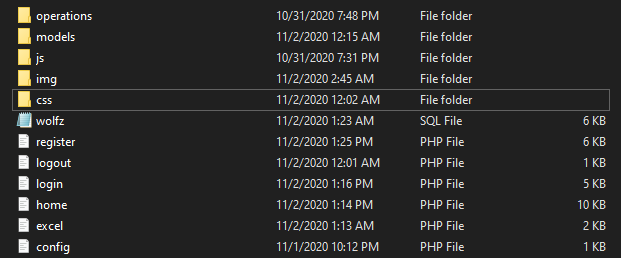 operations 10/31/2020 7:48 PM File folder
models 11/2/2020 12:15 AM File folder
js 10/31/2020 7:31 PM File folder
img 11/2/2020 2:45 AM File folder
css 11/2/2020 12:02 AM File folder
wolfz 11/2/2020 1:23 AM SQL File 6 KB
register 11/2/2020 1:25 PM PHP File 6 KB
logout 11/2/2020 12:01 AM PHP File 1 KB
login 11/2/2020 1:16 PM PHP File 5 KB
home 11/2/2020 1:14 PM PHP File 10 KB
excel 11/2/2020 1:13 AM PHP File 2 KB
config 11/1/2020 10:12 PM PHP File 1 KB